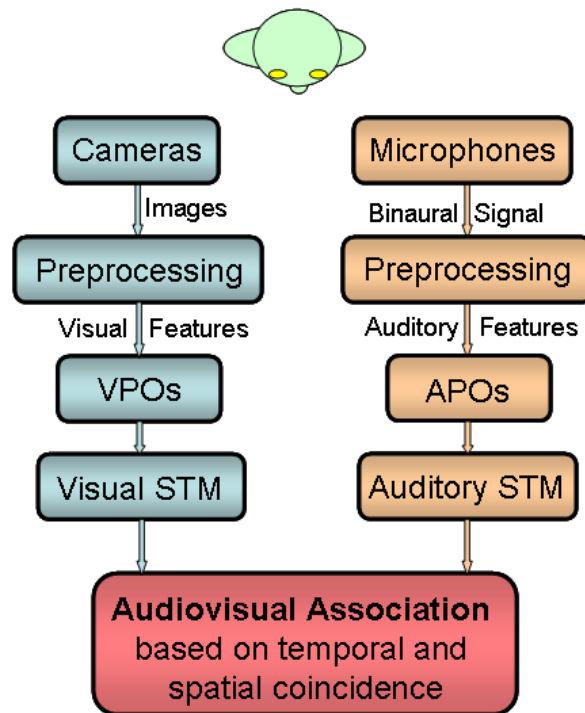 Cameras
Images
Preprocessing
Visual Features
VPOs
Visual STM
Microphones
Binaural Signal
Preprocessing
Auditory Features
APOs
Auditory STM
Audiovisual Association
based on temporal and
spatial coincidence